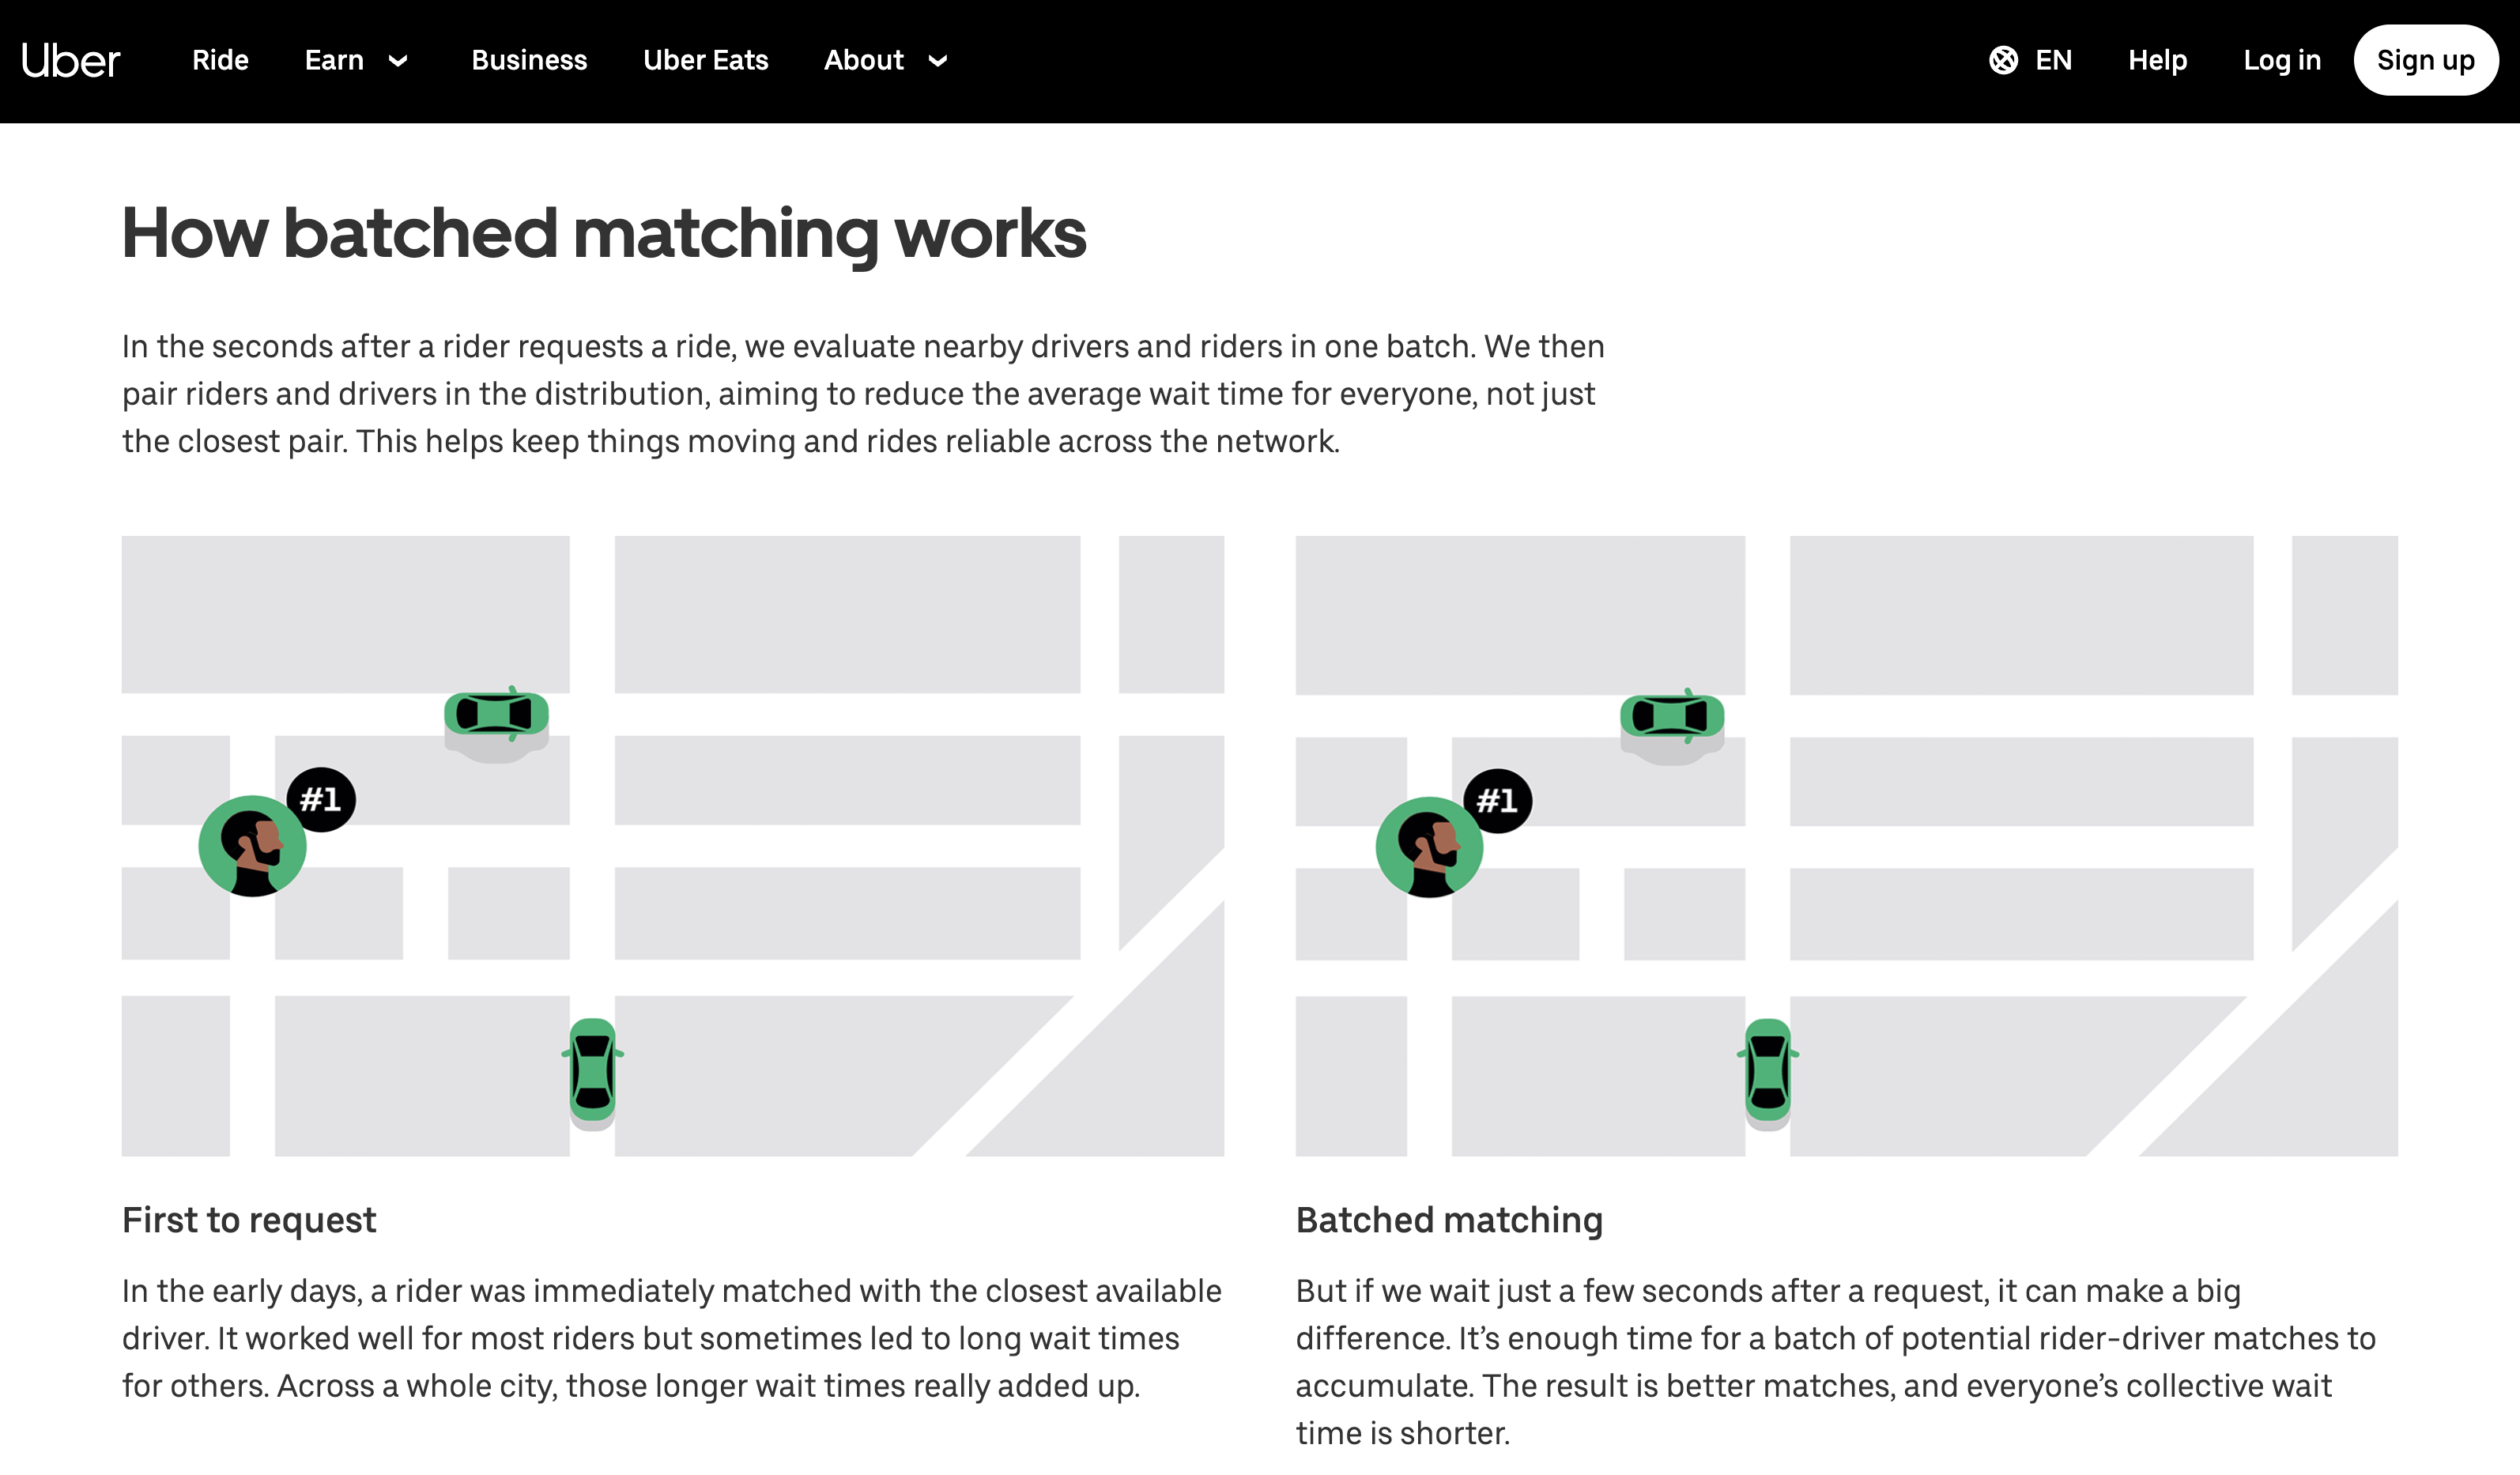 Uber
Ride
Earn
Business
Uber Eats
About
EN
Help
Log in
Sign up
How batched matching works
In the seconds after a rider requests a ride, we evaluate nearby drivers and riders in one batch. We then
pair riders and drivers in the distribution, aiming to reduce the average wait time for everyone, not just
the closest pair. This helps keep things moving and rides reliable across the network.
#1
#1
First to request
In the early days, a rider was immediately matched with the closest available
driver. It worked well for most riders but sometimes led to long wait times
for others. Across a whole city, those longer wait times really added up.
Batched matching
But if we wait just a few seconds after a request, it can make a big
difference. It’s enough time for a batch of potential rider-driver matches to
accumulate. The result is better matches, and everyone’s collective wait
time is shorter.